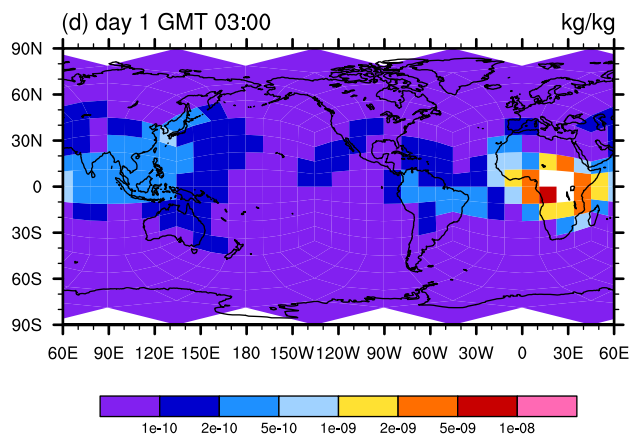 (d) day 1 GMT 03:00 kg/kg
90N
60N
30N
0
30S
60S
90S
60E 90E 120E 150E 180 150W 120W 90W 60W 30W 0 30E 60E
1e-10 2e-10 5e-10 1e-09 2e-09 5e-09 1e-08